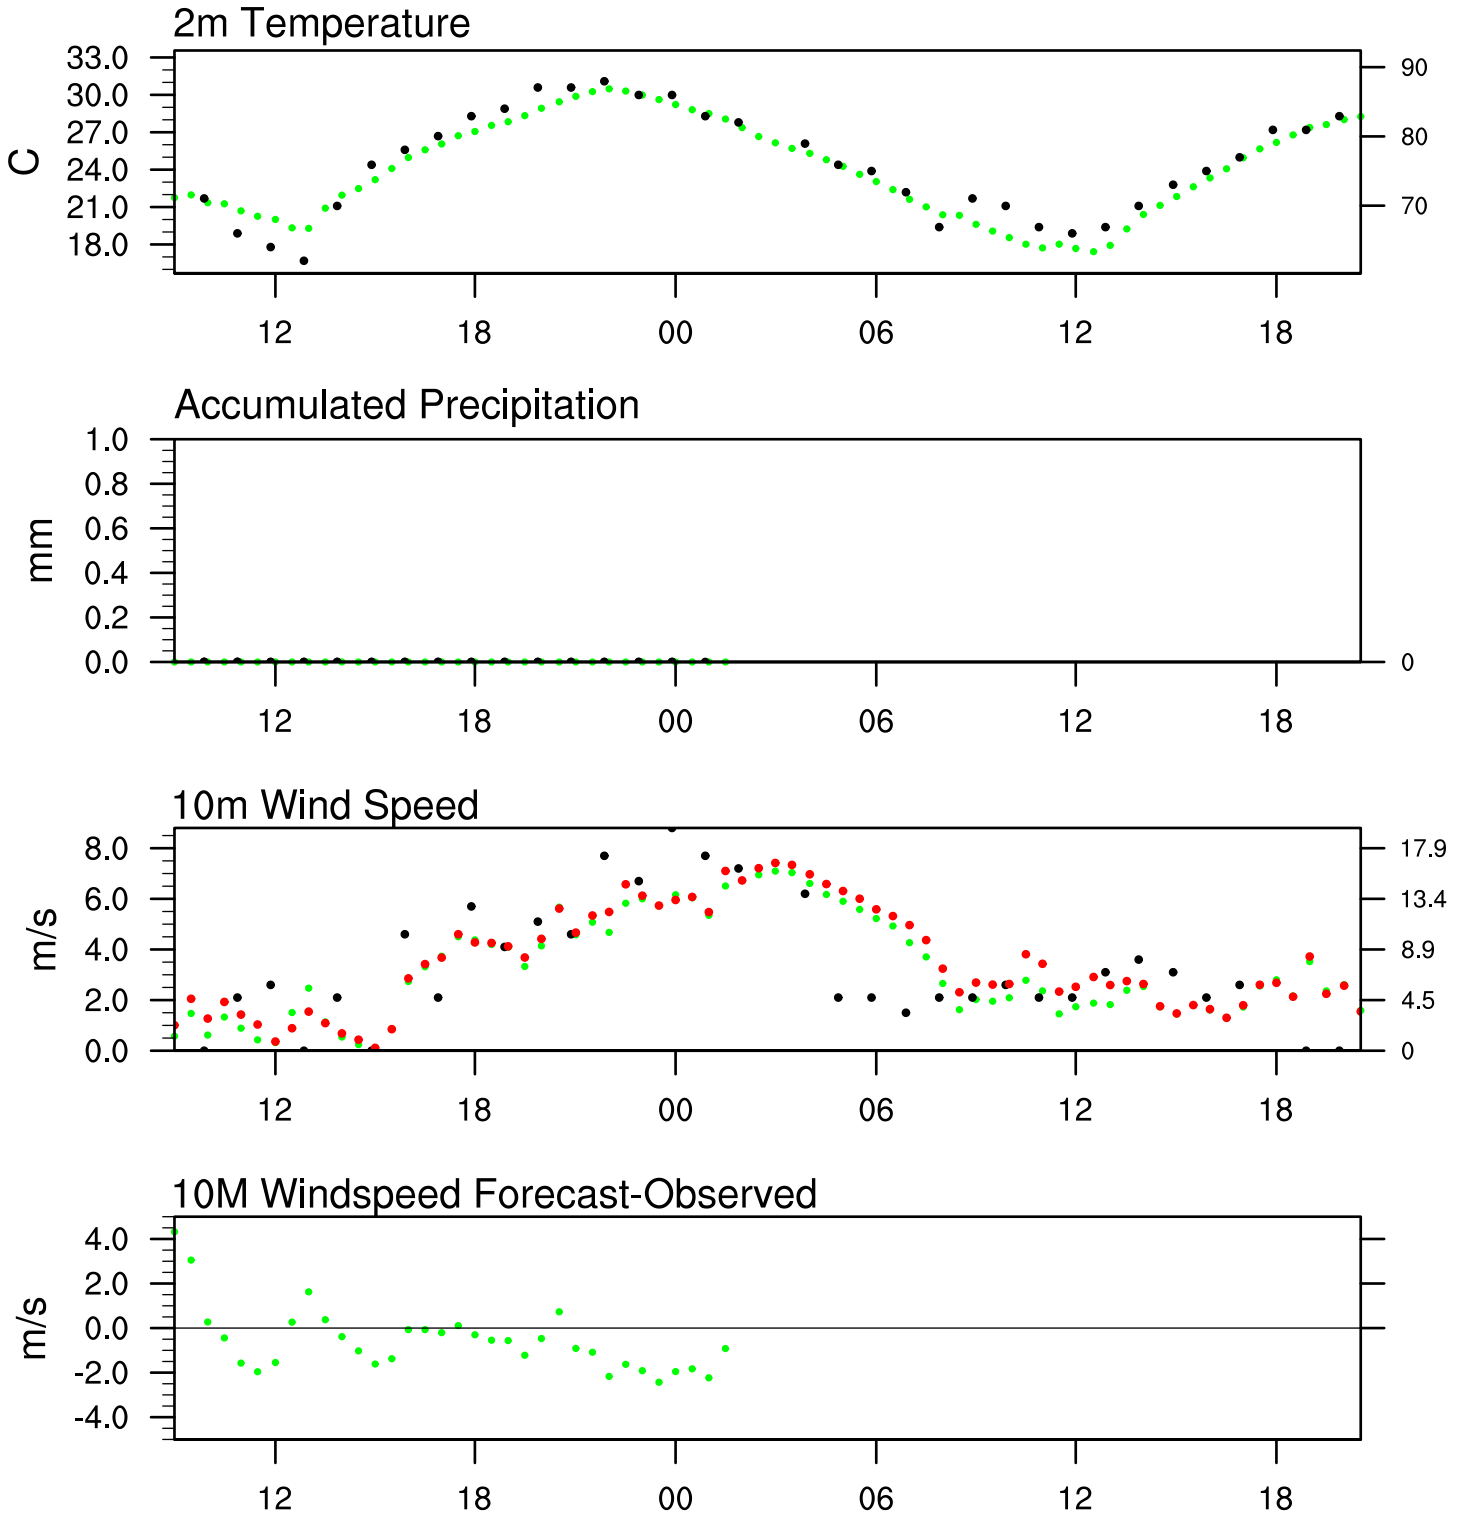 2m Temperature
33.0
30.0
27.0
24.0
21.0
18.0
C
90
80
70
12 18 00 06 12 18
Accumulated Precipitation
1.0
0.8
0.6
0.4
0.2
0.0
mm
0
12 18 00 06 12 18
10m Wind Speed
8.0
6.0
4.0
2.0
0.0
m/s
17.9
13.4
8.9
4.5
0
12 18 00 06 12 18
10M Windspeed Forecast-Observed
4.0
2.0
0.0
-2.0
-4.0
m/s
12 18 00 06 12 18